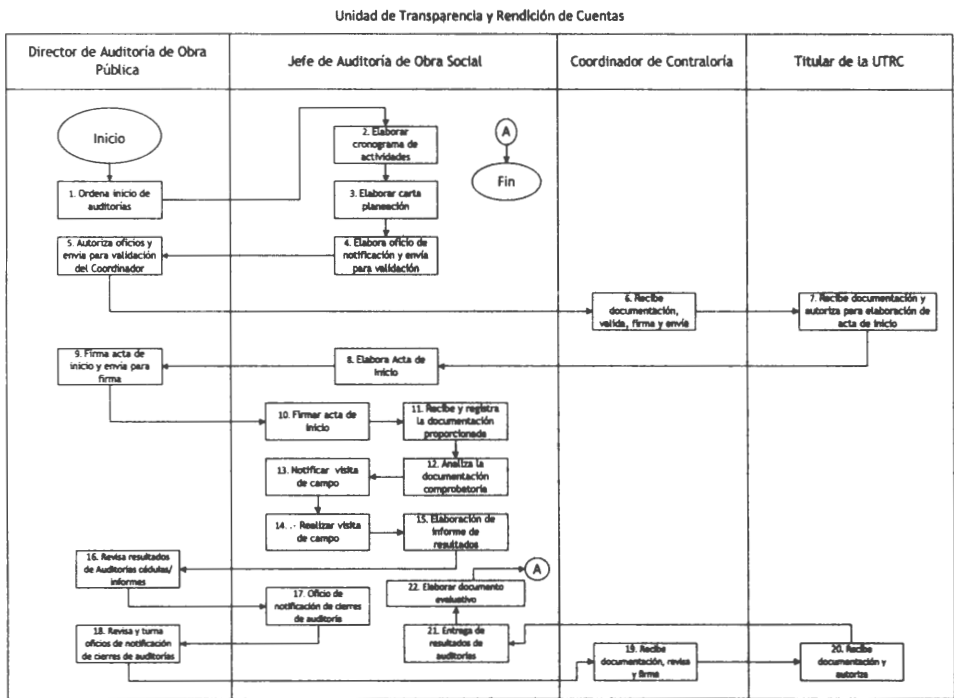 Unidad de Transparencia y Rendición de Cuentas
Director de Auditoría de Obra
Pública
Jefe de Auditoría de Obra Social
Coordinador de Contraloría
Titular de la UTRC
Inicio
1. Ordena inicio de
auditorías
2. Elaborar
cronograma de
actividades
3. Elaborar carta
planeación
A
Fin
4. Elabora oficio de
notificación y envía
para validación
5. Autoriza oficios y
envía para validación
del Coordinador
6. Recibe
documentación,
valida, firma y envíe
7. Recibe documentación y
autoriza para elaboración de
acta de inicio
8. Elabora Acta de
Inicio
9. Firma acta de
inicio y envia para
firma
10. Firmar acta de
inicio
11. Recibe y registra
la documentación
proporcionada
12. Analiza la
documentación
comprobatoria
13. Notificar visita
de campo
14. .- Realizar visita
de campo
15. Elaboración de
informe de
resultados
16. Revisa resultados
de Auditorías cédulas/
informes
17. Oficio de
notificación de cierres
de auditoría
18. Revisa y turna
oficios de notificación
de cierres de auditorías
19. Recibe
documentación, revisa
y firma
20. Recibe
documentación y
autoriza
21. Entrega de
resultados de
auditorías
22. Elaborar documento
evaluativo
A